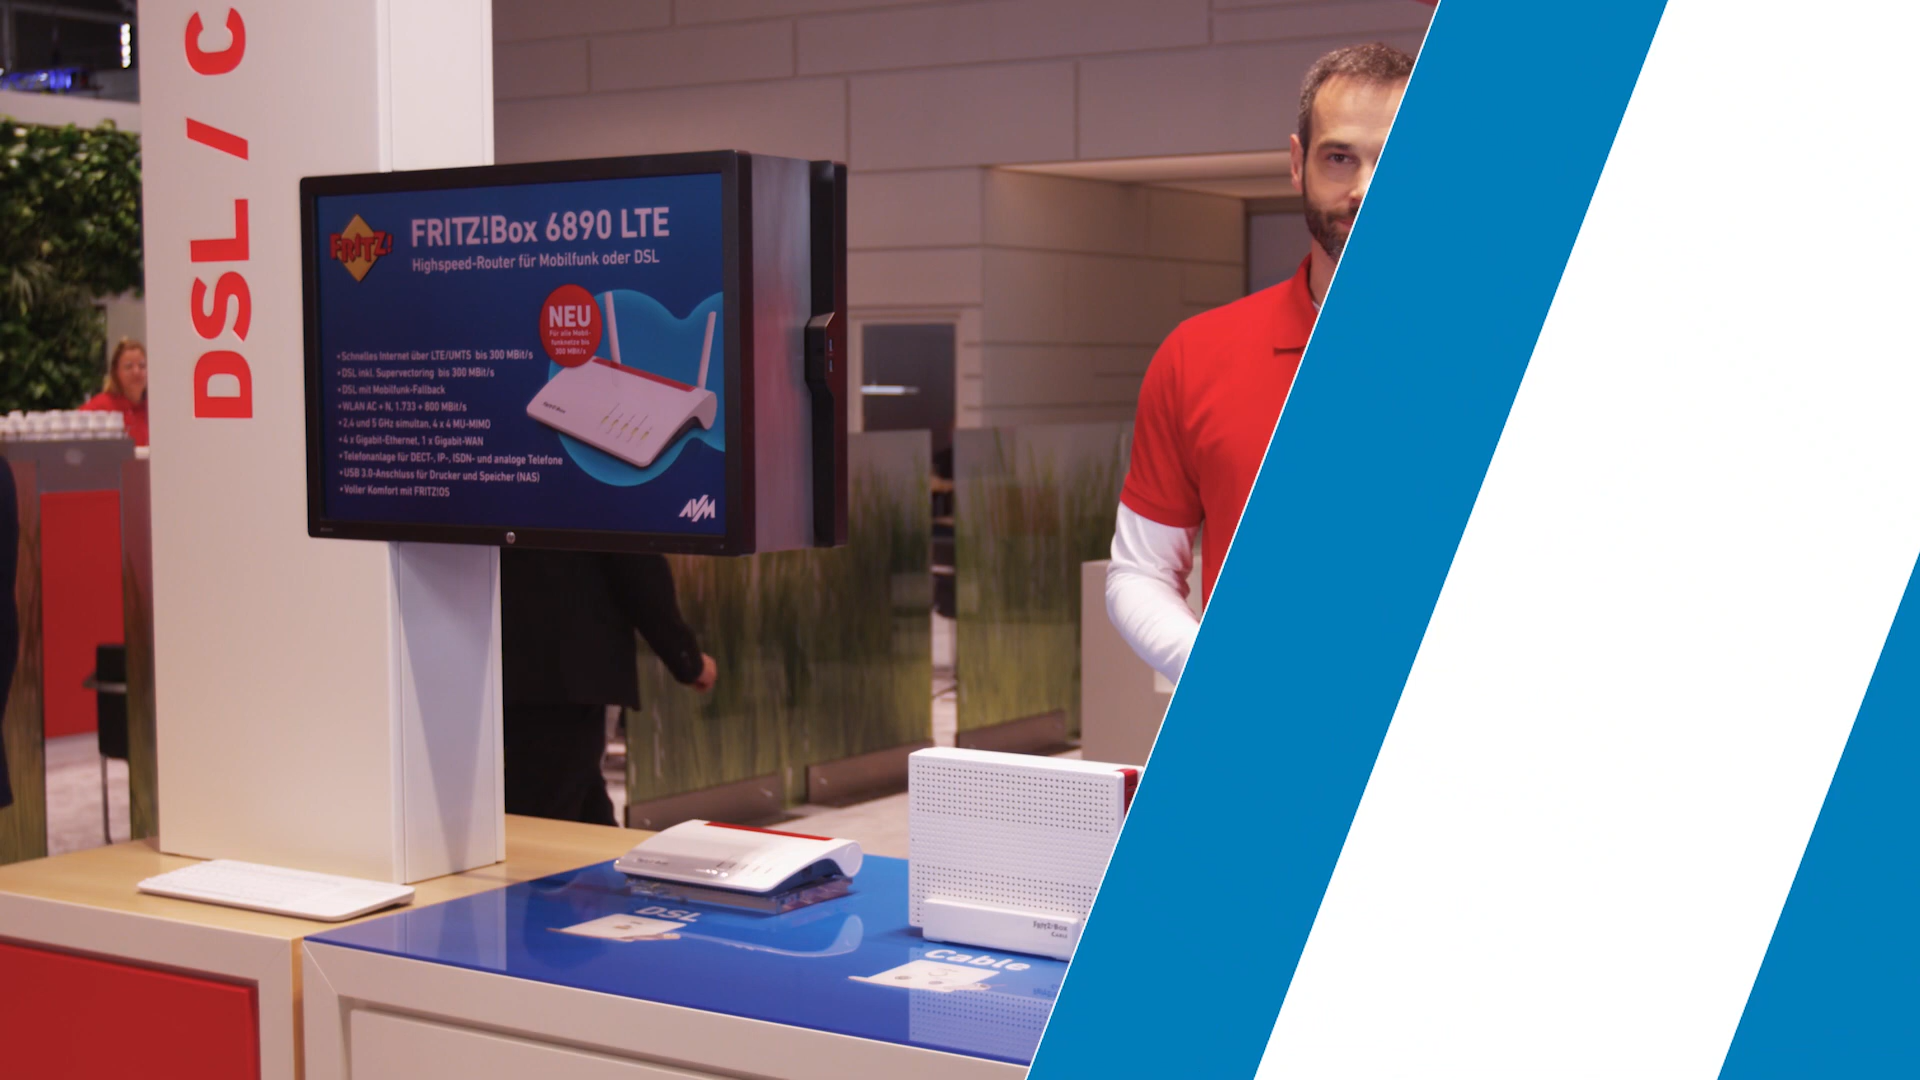 DSL / C
FRITZ!
FRITZ!Box 6890 LTE
Highspeed-Router für Mobilfunk oder DSL
NEU
Für alle Mobil-
funknetze bis
300 MBit/s
• Schnelles Internet über LTE/UMTS bis 300 MBit/s
• DSL inkl. Supervectoring bis 300 MBit/s
• DSL mit Mobilfunk-Fallback
• WLAN AC + N, 1.733 + 800 MBit/s
• 2,4 und 5 GHz simultan, 4 x 4 MU-MIMO
• 4 x Gigabit-Ethernet, 1 x Gigabit-WAN
• Telefonanlage für DECT-, IP-, ISDN- und analoge Telefone
• USB 3.0-Anschluss für Drucker und Speicher (NAS)
• Voller Komfort mit FRITZ!OS
AVM
hp
DSL
FRITZ!Box
Cable
Cable